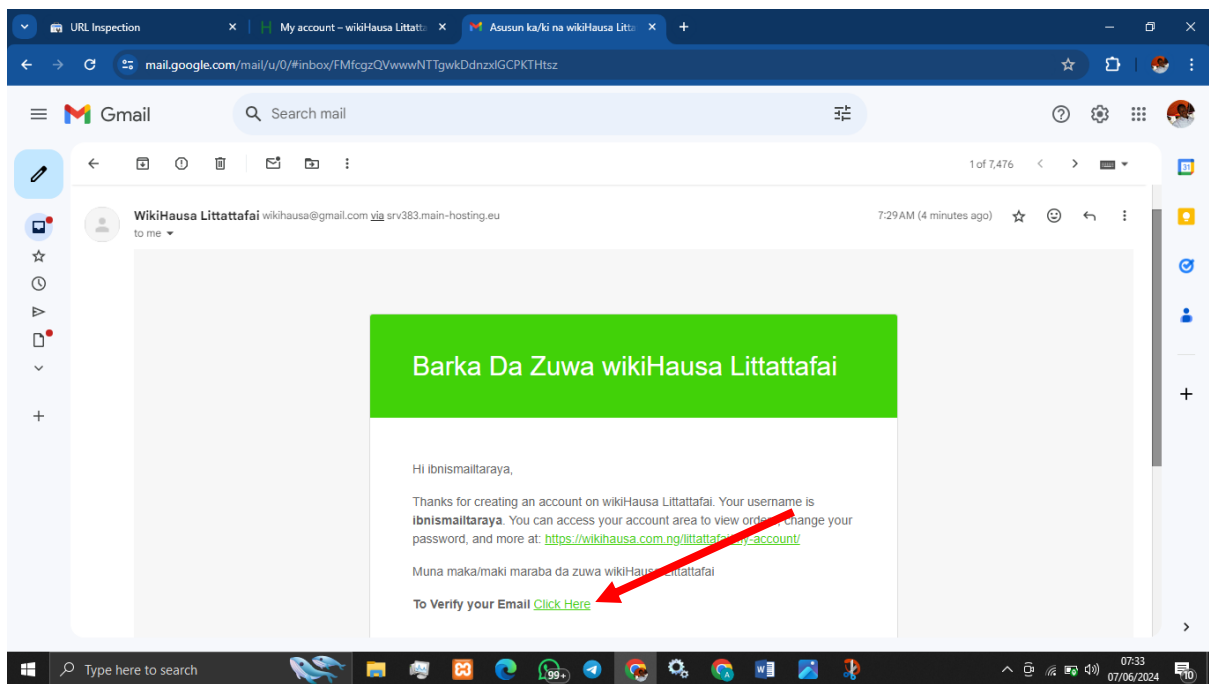 URL Inspection
My account – wikiHausa Littatta
Asusun ka/ki na wikiHausa Litta
mail.google.com/mail/u/0/#inbox/FMfcgzQVwwwNTTgwkDdnzxlGCPKTHtsz
Gmail
Search mail
1 of 7,476
31
WikiHausa Littattafai wikihausa@gmail.com via srv383.main-hosting.eu
7:29 AM (4 minutes ago)
to me
Barka Da Zuwa wikiHausa Littattafai
Hi ibnismailtaraya,
Thanks for creating an account on wikiHausa Littattafai. Your username is
ibnismailtaraya. You can access your account area to view change your
password, and more at: https://wikihausa.com.ng/littattafai/my-account/
Muna maka/maki maraba da zuwa wikiHausa Littattafai
To Verify your Email Click Here
Type here to search
99+
07:33
07/06/2024
10